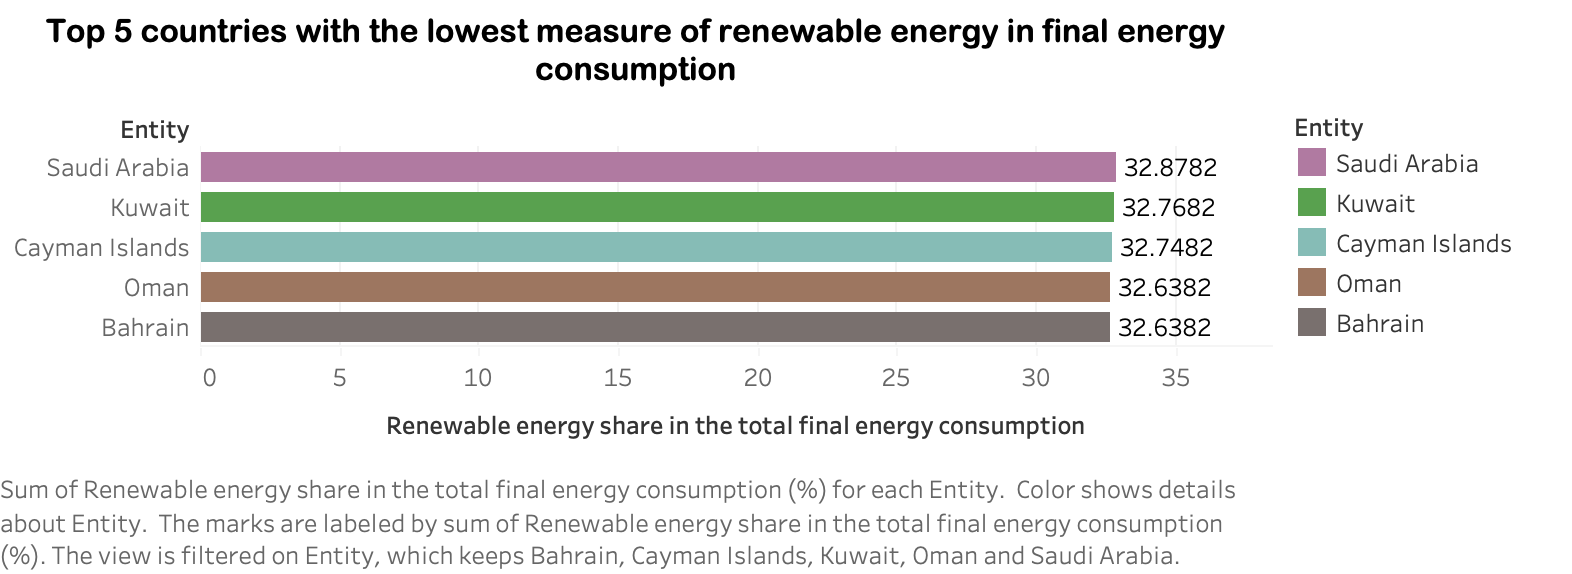 Top 5 countries with the lowest measure of renewable energy in final energy
consumption
Entity
Saudi Arabia 32.8782
Kuwait 32.7682
Cayman Islands 32.7482
Oman 32.6382
Bahrain 32.6382
0 5 10 15 20 25 30 35
Renewable energy share in the total final energy consumption
Entity
Saudi Arabia
Kuwait
Cayman Islands
Oman
Bahrain
Sum of Renewable energy share in the total final energy consumption (%) for each Entity. Color shows details
about Entity. The marks are labeled by sum of Renewable energy share in the total final energy consumption
(%). The view is filtered on Entity, which keeps Bahrain, Cayman Islands, Kuwait, Oman and Saudi Arabia.